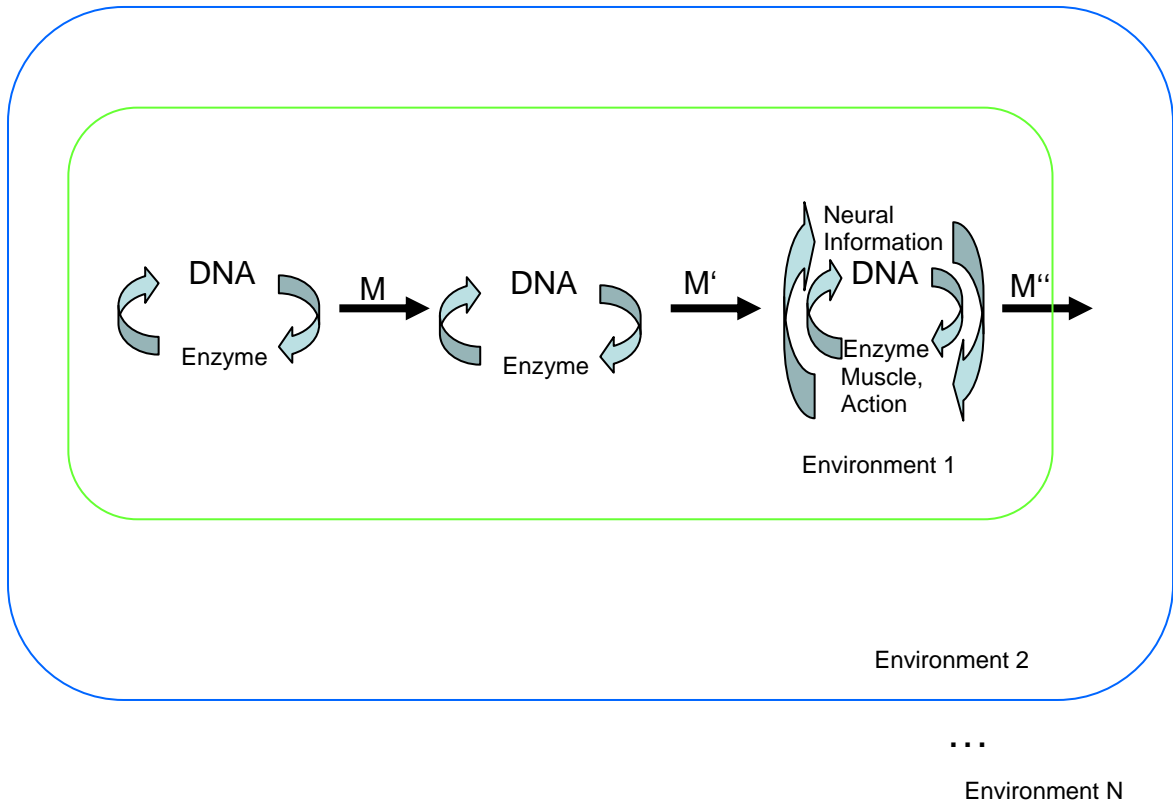 DNA
Enzyme
M
DNA
Enzyme
M‘
Neural
Information
DNA
Enzyme
Muscle,
Action
M‘‘
Environment 1
Environment 2
...
Environment N